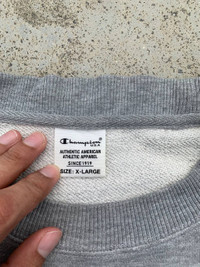 Champion
U.S.A.
AUTHENTIC AMERICAN
ATHLETIC APPAREL
SINCE 1919
SIZE: X-LARGE